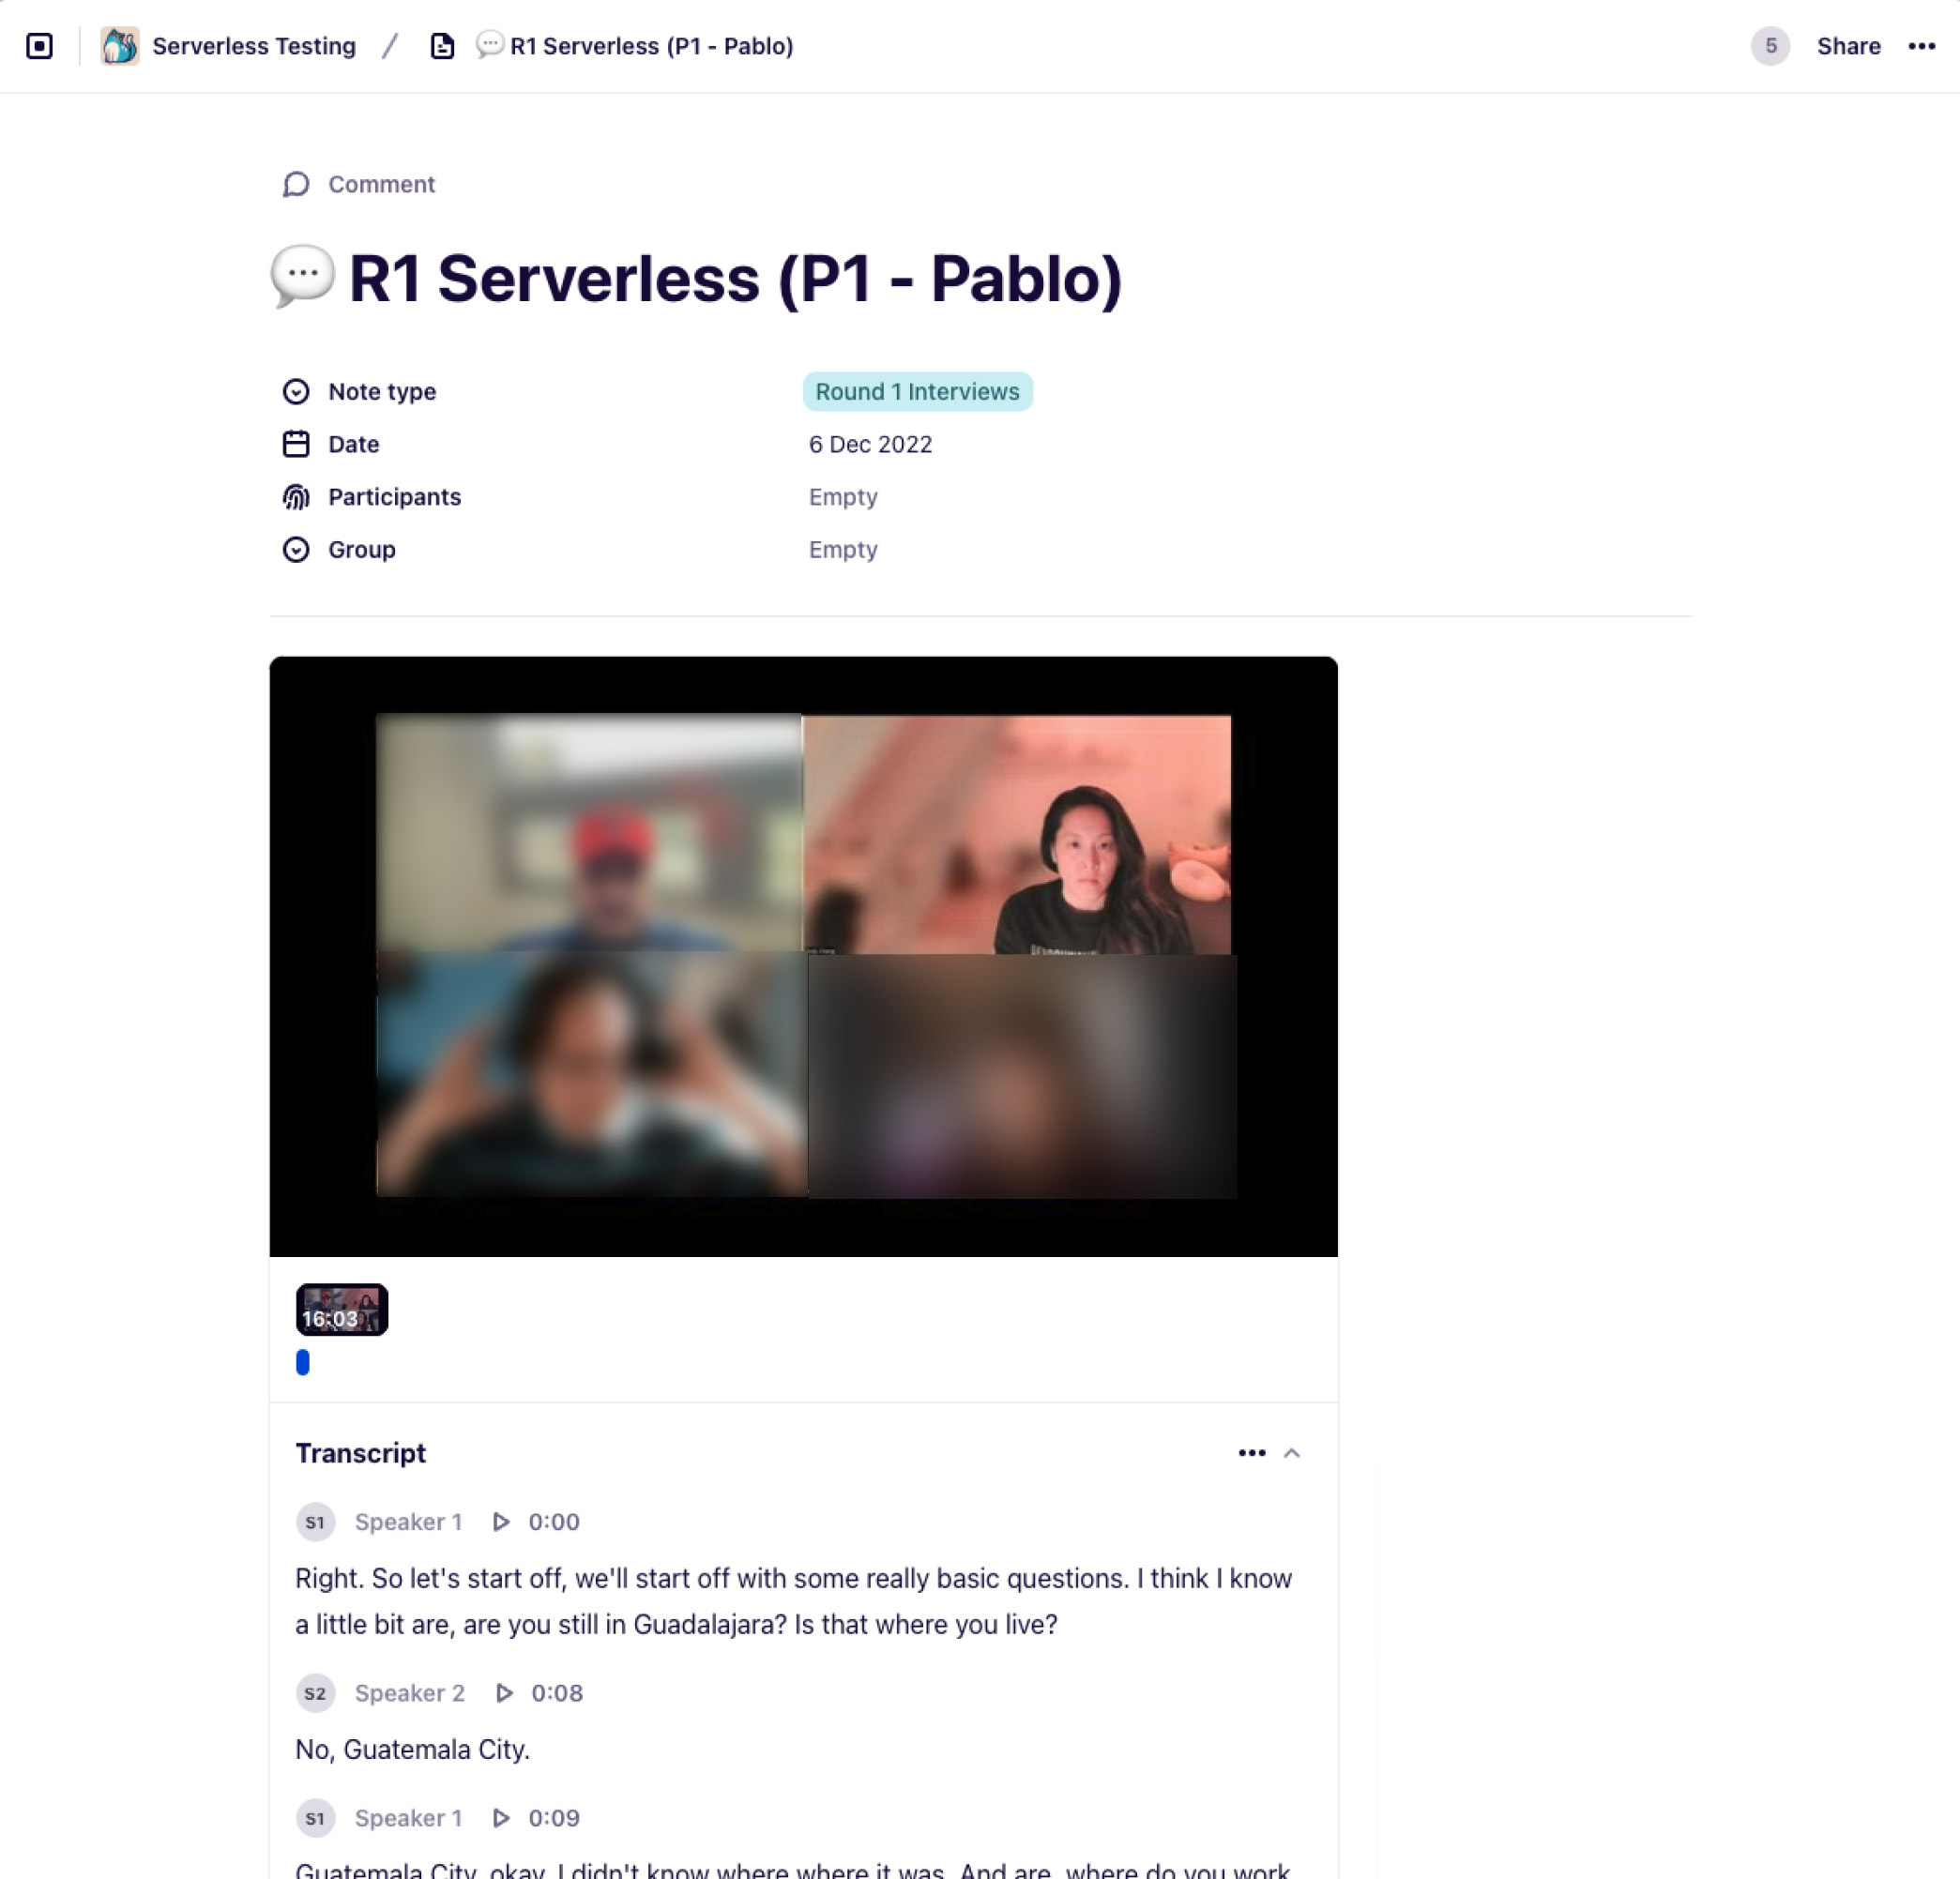 Serverless Testing / 💬 R1 Serverless (P1 - Pablo)
5 Share
Comment
💬 R1 Serverless (P1 - Pablo)
Note type Round 1 Interviews
Date 6 Dec 2022
Participants Empty
Group Empty
16:03
Transcript
S1 Speaker 1 0:00
Right. So let's start off, we'll start off with some really basic questions. I think I know
a little bit are, are you still in Guadalajara? Is that where you live?
S2 Speaker 2 0:08
No, Guatemala City.
S1 Speaker 1 0:09
Guatemala City, okay. I didn't know where where it was. And are, where do you work